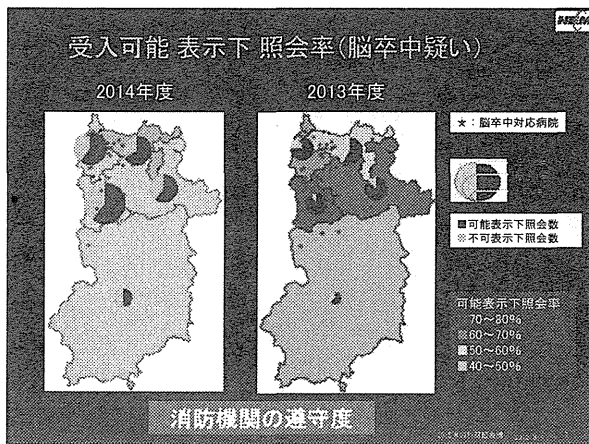 受入可能 表示下 照会率(脳卒中疑い)
2014年度
2013年度
★：脳卒中対応病院
■可能表示下照会数
※不可表示下照会数
可能表示下照会率
70～80%
■60～70%
■50～60%
■40～50%
消防機関の遵守度